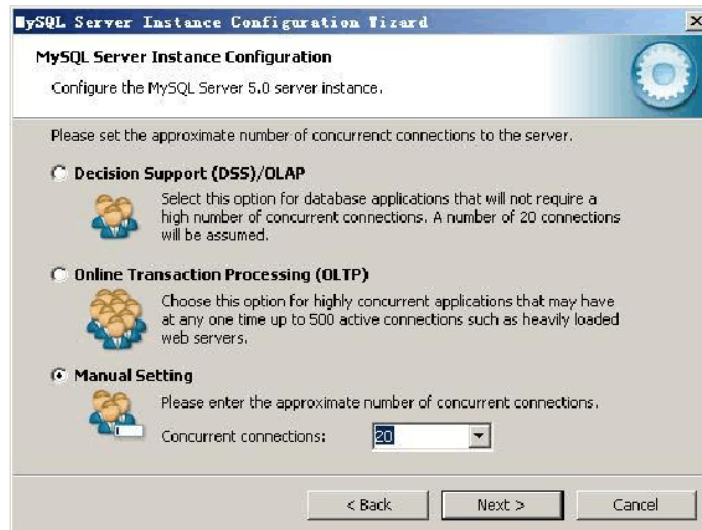 MySQL Server Instance Configuration Wizard
MySQL Server Instance Configuration
Configure the MySQL Server 5.0 server instance.
Please set the approximate number of concurrenct connections to the server.
Decision Support (DSS)/OLAP
Select this option for database applications that will not require a
high number of concurrent connections. A number of 20 connections
will be assumed.
Online Transaction Processing (OLTP)
Choose this option for highly concurrent applications that may have
at any one time up to 500 active connections such as heavily loaded
web servers.
Manual Setting
Please enter the approximate number of concurrent connections.
Concurrent connections: 20
< Back Next > Cancel